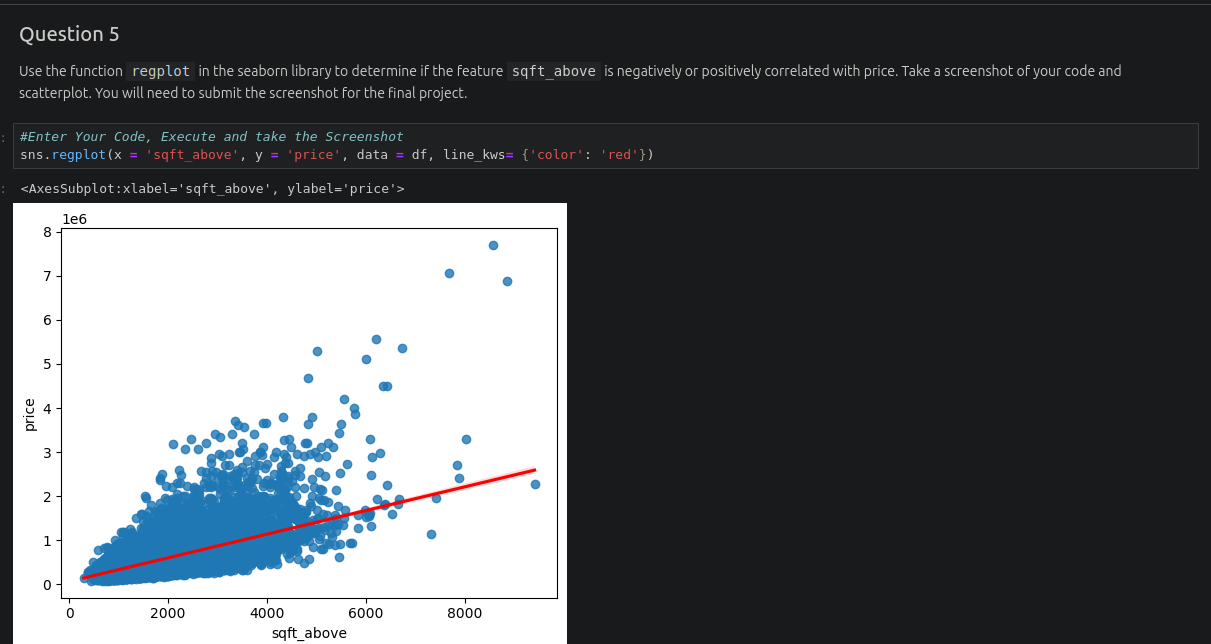 Question 5
Use the function regplot in the seaborn library to determine if the feature sqft_above is negatively or positively correlated with price. Take a screenshot of your code and
scatterplot. You will need to submit the screenshot for the final project.
: #Enter Your Code, Execute and take the Screenshot
sns.regplot(x = 'sqft_above', y = 'price', data = df, line_kws= {'color': 'red'})
: <AxesSubplot:xlabel='sqft_above', ylabel='price'>
1e6
8
7
6
5
4
3
2
1
0
price
0 2000 4000 6000 8000
sqft_above